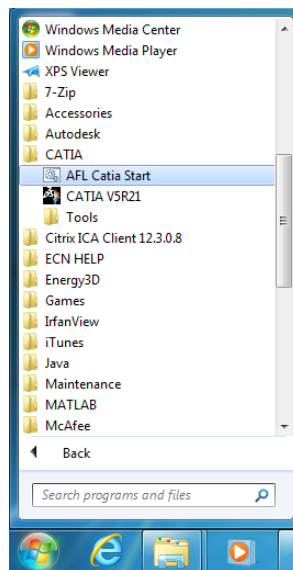 Windows Media Center
Windows Media Player
XPS Viewer
7-Zip
Accessories
Autodesk
CATIA
AFL Catia Start
CATIA V5R21
Tools
Citrix ICA Client 12.3.0.8
ECN HELP
Energy3D
Games
IrfanView
iTunes
Java
Maintenance
MATLAB
McAfee
Back
Search programs and files